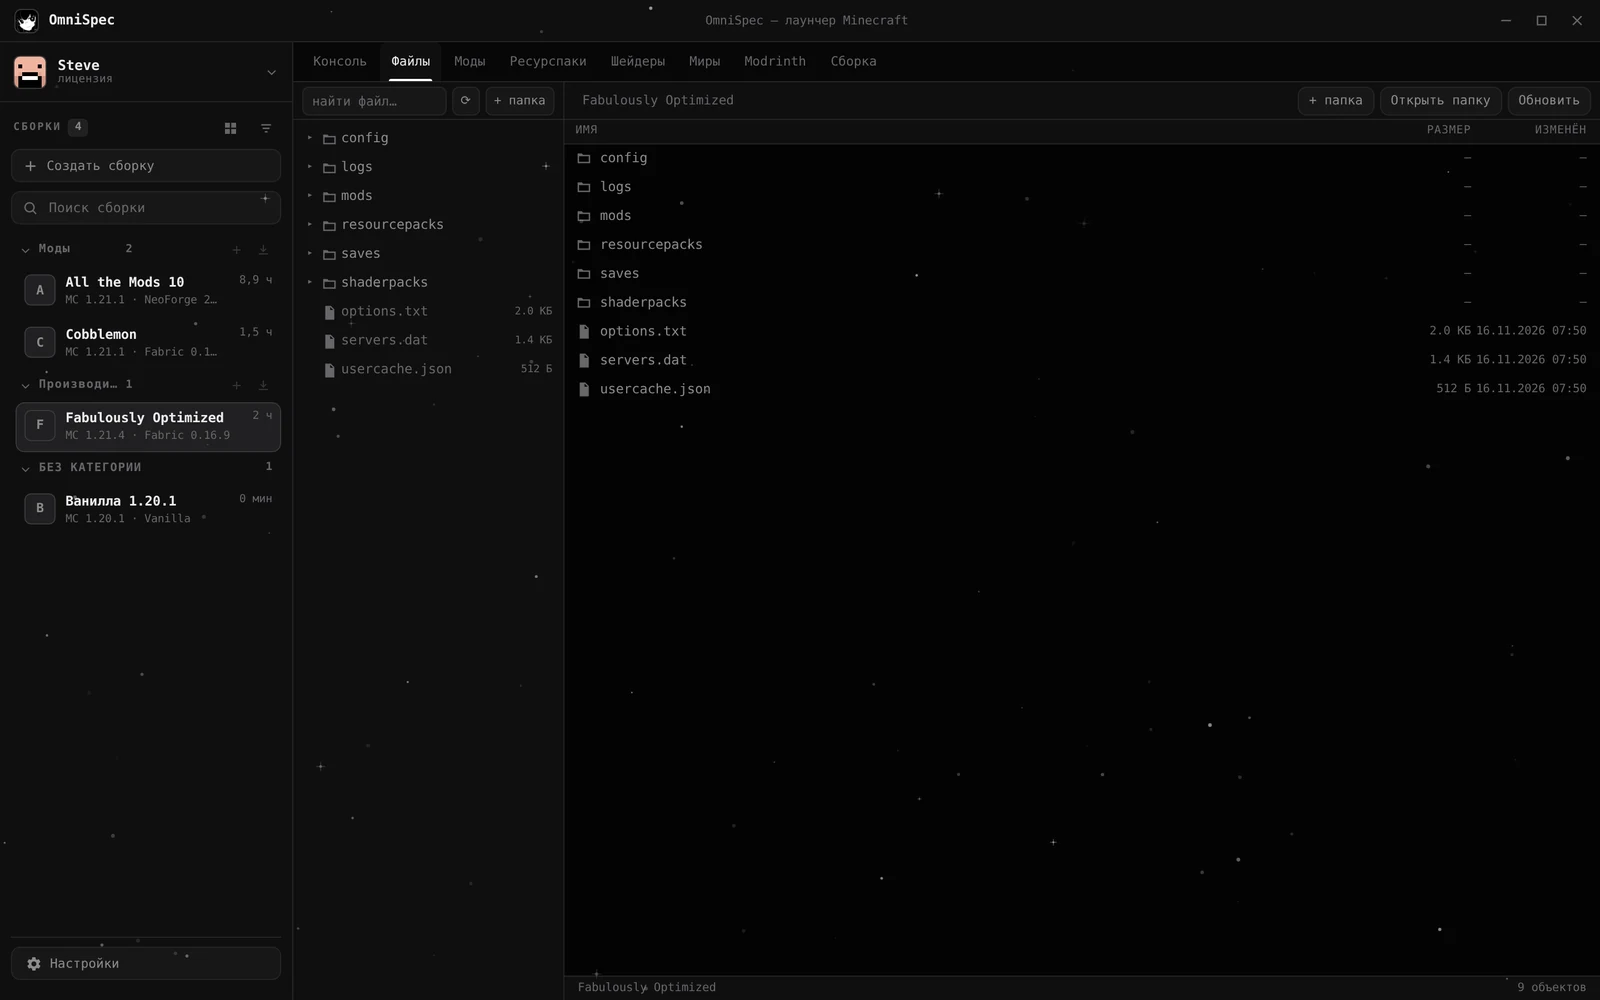 OmniSpec
OmniSpec — лаунчер Minecraft
Steve
лицензия
Консоль
Файлы
Моды
Ресурспаки
Шейдеры
Миры
Modrinth
Сборка
СБОРКИ 4
Создать сборку
Поиск сборки
Моды 2
A
All the Mods 10
8,9 ч
MC 1.21.1 · NeoForge 2…
C
Cobblemon
1,5 ч
MC 1.21.1 · Fabric 0.1…
Производи… 1
F
Fabulously Optimized
2 ч
MC 1.21.4 · Fabric 0.16.9
БЕЗ КАТЕГОРИИ 1
В
Ванилла 1.20.1
0 мин
MC 1.20.1 · Vanilla
Настройки
найти файл…
+ папка
config
logs
mods
resourcepacks
saves
shaderpacks
options.txt 2.0 КБ
servers.dat 1.4 КБ
usercache.json 512 Б
Fabulously Optimized
+ папка
Открыть папку
Обновить
ИМЯ РАЗМЕР ИЗМЕНЁН
config — —
logs — —
mods — —
resourcepacks — —
saves — —
shaderpacks — —
options.txt 2.0 КБ 16.11.2026 07:50
servers.dat 1.4 КБ 16.11.2026 07:50
usercache.json 512 Б 16.11.2026 07:50
Fabulously Optimized
9 объектов